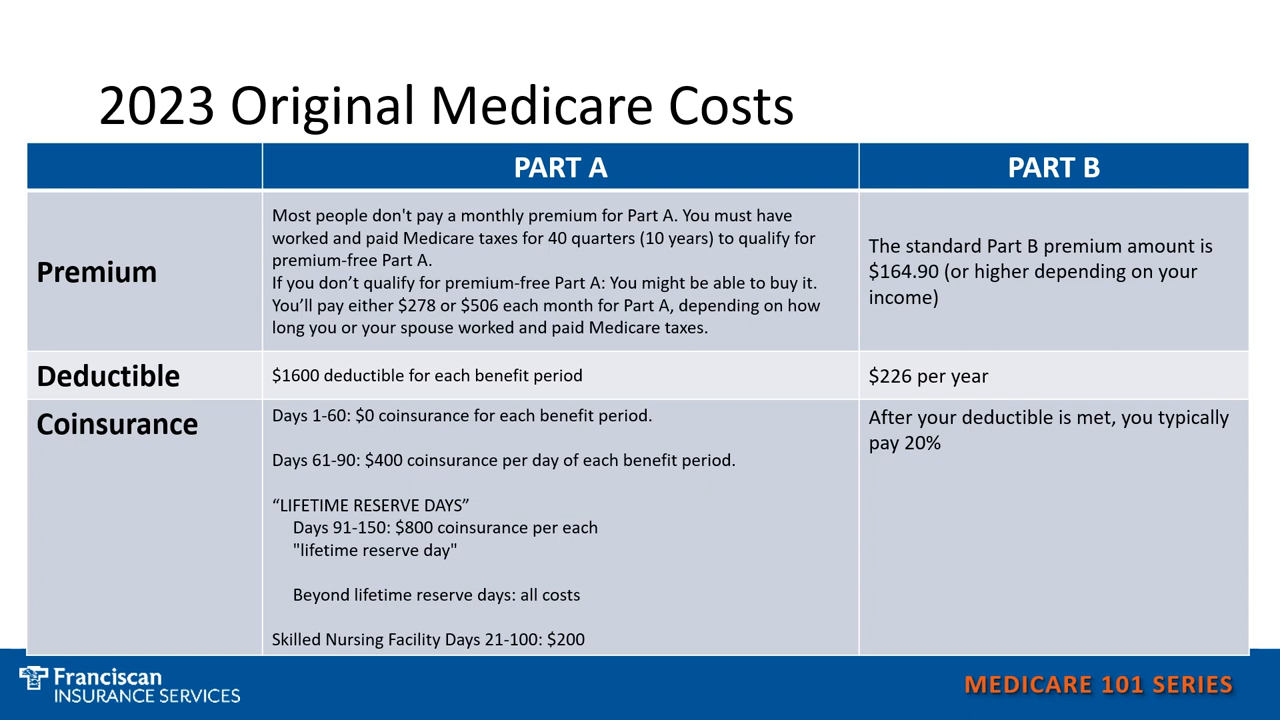 2023 Original Medicare Costs
PART A
PART B
Premium
Most people don't pay a monthly premium for Part A. You must have
worked and paid Medicare taxes for 40 quarters (10 years) to qualify for
premium-free Part A.
If you don’t qualify for premium-free Part A: You might be able to buy it.
You’ll pay either $278 or $506 each month for Part A, depending on how
long you or your spouse worked and paid Medicare taxes.
The standard Part B premium amount is
$164.90 (or higher depending on your
income)
Deductible
$1600 deductible for each benefit period
$226 per year
Coinsurance
Days 1-60: $0 coinsurance for each benefit period.
Days 61-90: $400 coinsurance per day of each benefit period.
“LIFETIME RESERVE DAYS”
Days 91-150: $800 coinsurance per each
"lifetime reserve day"
Beyond lifetime reserve days: all costs
Skilled Nursing Facility Days 21-100: $200
After your deductible is met, you typically
pay 20%
Franciscan
INSURANCE SERVICES
MEDICARE 101 SERIES